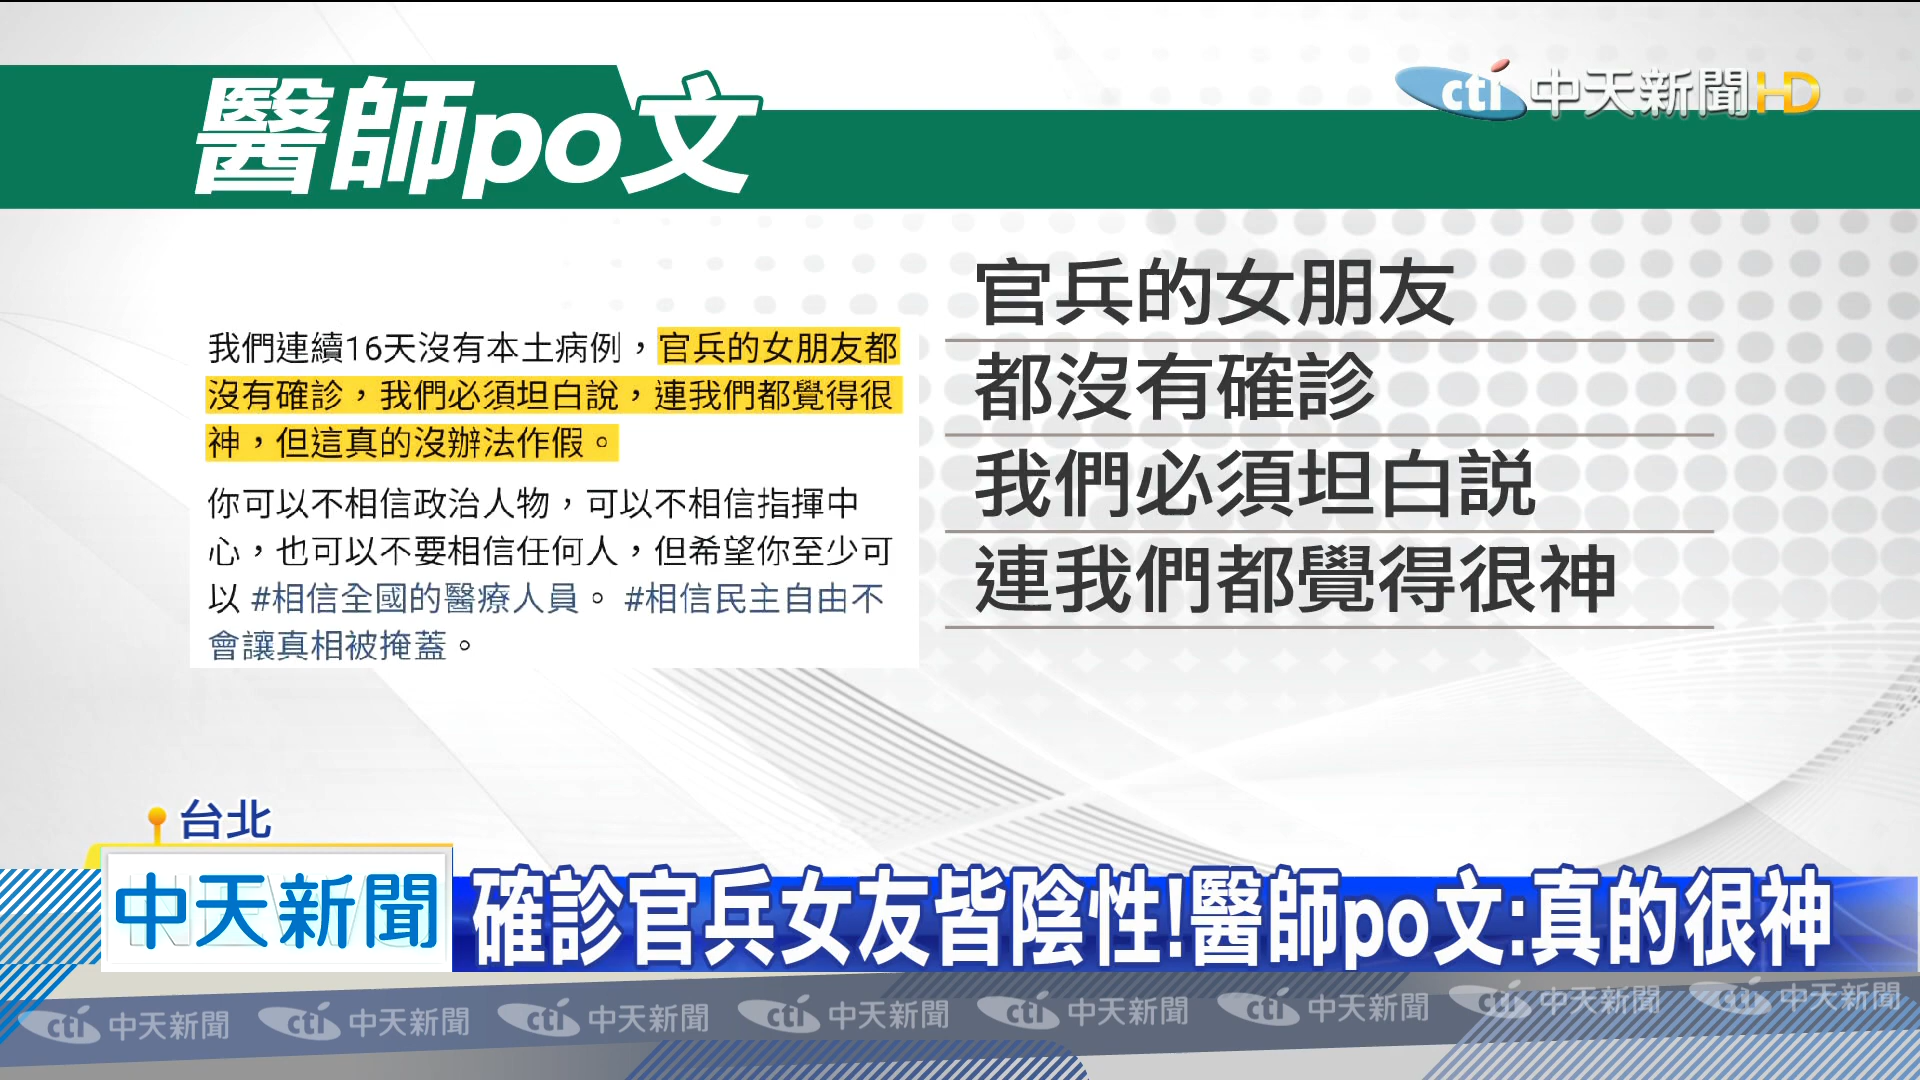 醫師po文
cti 中天新聞HD
我們連續16天沒有本土病例，官兵的女朋友都
沒有確診，我們必須坦白說，連我們都覺得很
神，但這真的沒辦法作假。
你可以不相信政治人物，可以不相信指揮中
心，也可以不要相信任何人，但希望你至少可
以 #相信全國的醫療人員。 #相信民主自由不
會讓真相被掩蓋。
官兵的女朋友
都沒有確診
我們必須坦白說
連我們都覺得很神
台北
中天新聞
NEWS
確診官兵女友皆陰性!醫師po文:真的很神
cti 中天新聞 cti 中天新聞 cti 中天新聞 cti 中天新聞 cti 中天新聞 cti 中天新聞 cti 中天新聞 cti 中天新聞